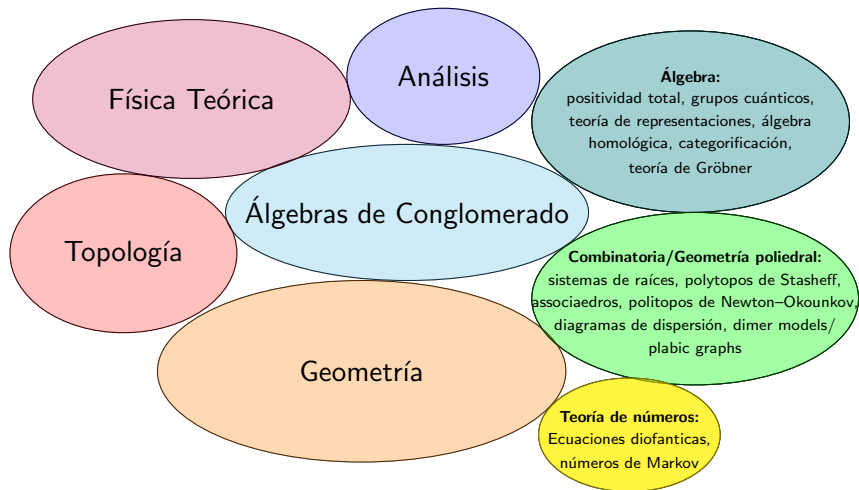 Física Teórica
Análisis
Álgebra:
positividad total, grupos cuánticos,
teoría de representaciones, álgebra
homológica, categorificación,
teoría de Gröbner
Álgebras de Conglomerado
Topología
Combinatoria/Geometría poliedral:
sistemas de raíces, polytopos de Stasheff,
associaedros, politopos de Newton–Okounkov,
diagramas de dispersión, dimer models/
plabic graphs
Geometría
Teoría de números:
Ecuaciones diofanticas,
números de Markov